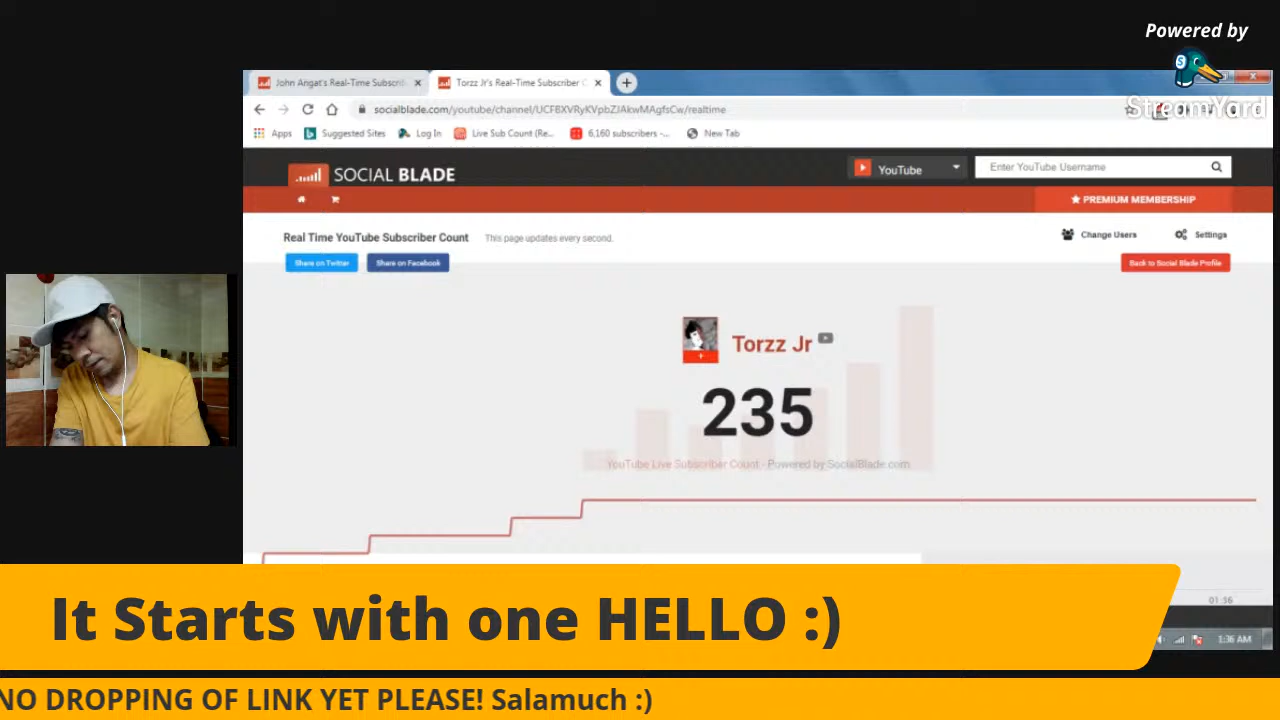 Powered by
StreamYard
John Angat's Real-Time Subscrib
Torzz Jr's Real-Time Subscriber C
socialblade.com/youtube/channel/UCFBXVRyKVpbZJAkwMAgfsCw/realtime
Apps
Suggested Sites
Log In
Live Sub Count (Re...
6,160 subscribers -...
New Tab
SOCIAL BLADE
YouTube
Enter YouTube Username
PREMIUM MEMBERSHIP
Real Time YouTube Subscriber Count
This page updates every second.
Change Users
Settings
Share on Twitter
Share on Facebook
Back to Social Blade Profile
Torzz Jr
235
YouTube Live Subscriber Count - Powered by SocialBlade.com
01:36
1:36 AM
It Starts with one HELLO :)
NO DROPPING OF LINK YET PLEASE! Salamuch :)